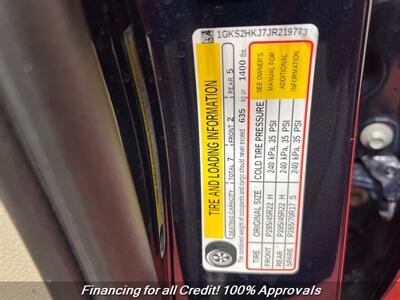 1GKS2HKJ7JR219773
TIRE AND LOADING INFORMATION
SEATING CAPACITY TOTAL 7 FRONT 2 REAR 5
The combined weight of occupants and cargo should never exceed 635 kg or 1400 lbs.
TIRE ORIGINAL SIZE COLD TIRE PRESSURE
FRONT P285/45R22 H 240 kPa, 35 PSI
REAR P285/45R22 H 240 kPa, 35 PSI
SPARE P265/70R17 S 240 kPa, 35 PSI
SEE OWNER'S
MANUAL FOR
ADDITIONAL
INFORMATION
Financing for all Credit! 100% Approvals